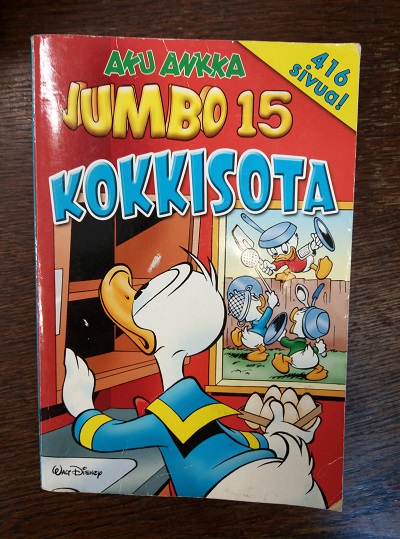 AKU ANKKA
JUMBO 15
416
sivua!
KOKKISOTA
WALT DISNEY